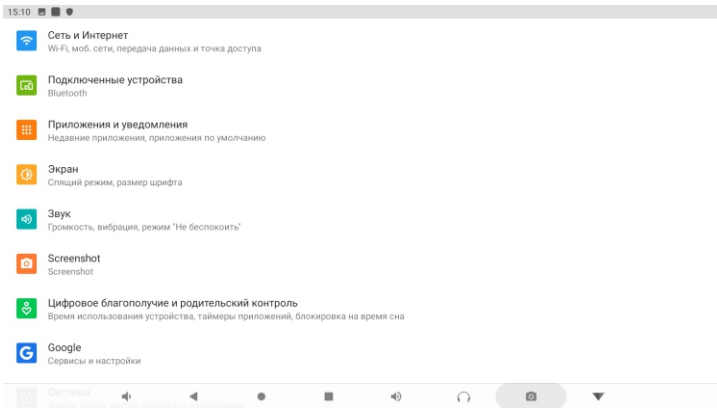 15:10
Сеть и Интернет
Wi-Fi, моб. сети, передача данных и точка доступа
Подключенные устройства
Bluetooth
Приложения и уведомления
Недавние приложения, приложения по умолчанию
Экран
Спящий режим, размер шрифта
Звук
Громкость, вибрация, режим "Не беспокоить"
Screenshot
Screenshot
Цифровое благополучие и родительский контроль
Время использования устройства, таймеры приложений, блокировка на время сна
Google
Сервисы и настройки
Система